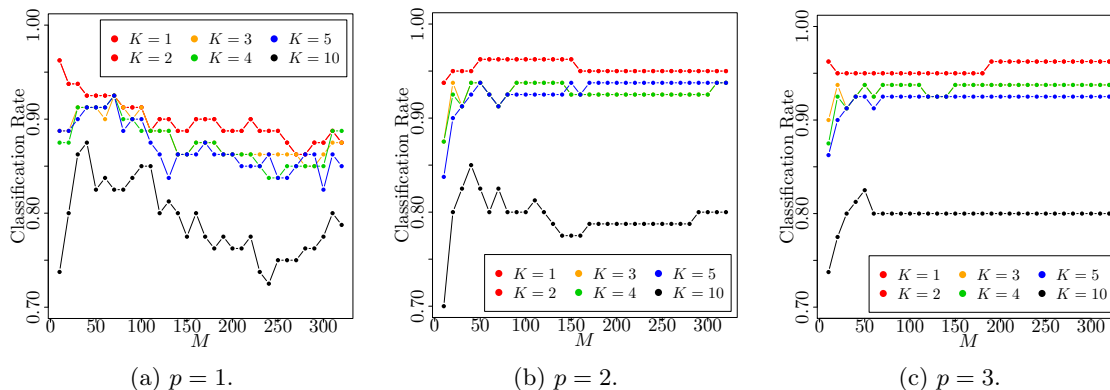 1.00
0.90
0.80
0.70
Classification Rate
K = 1 K = 3 K = 5
K = 2 K = 4 K = 10
0 50 100 150 200 250 300
M
(a) p = 1.
1.00
0.90
0.80
0.70
Classification Rate
K = 1 K = 3 K = 5
K = 2 K = 4 K = 10
0 50 100 150 200 250 300
M
(b) p = 2.
1.00
0.90
0.80
0.70
Classification Rate
K = 1 K = 3 K = 5
K = 2 K = 4 K = 10
0 50 100 150 200 250 300
M
(c) p = 3.